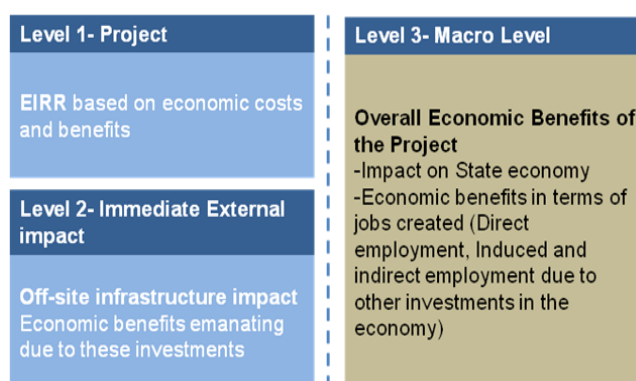 Level 1- Project
EIRR based on economic costs
and benefits
Level 2- Immediate External
impact
Off-site infrastructure impact
Economic benefits emanating
due to these investments
Level 3- Macro Level
Overall Economic Benefits of
the Project
-Impact on State economy
-Economic benefits in terms of
jobs created (Direct
employment, Induced and
indirect employment due to
other investments in the
economy)